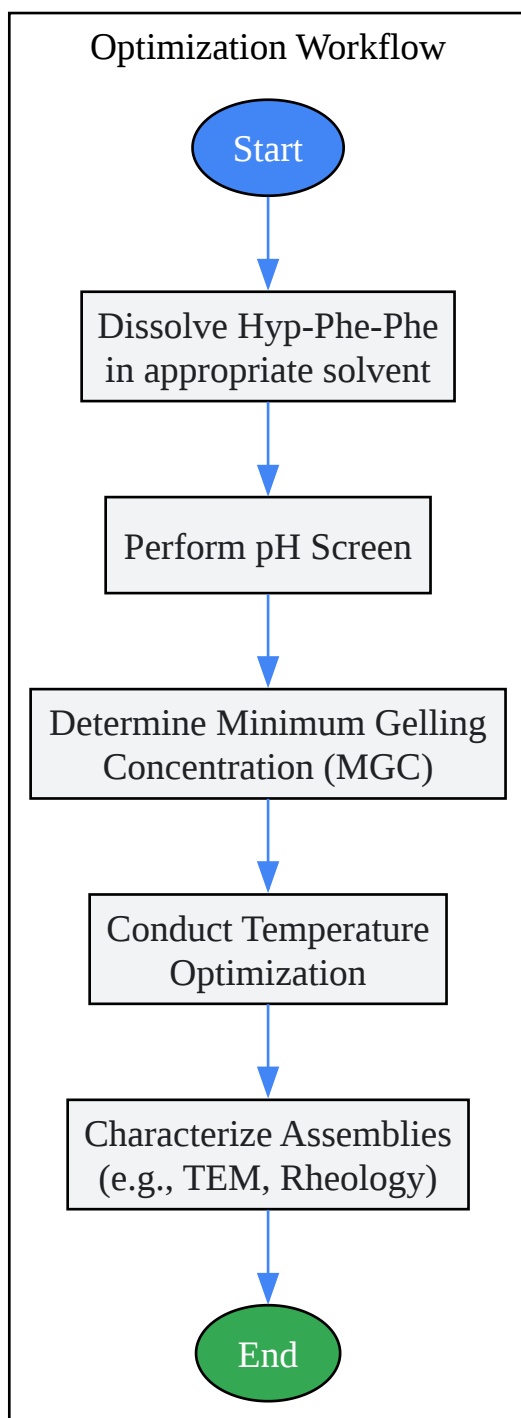 Optimization Workflow
Start
Dissolve Hyp-Phe-Phe
in appropriate solvent
Perform pH Screen
Determine Minimum Gelling
Concentration (MGC)
Conduct Temperature
Optimization
Characterize Assemblies
(e.g., TEM, Rheology)
End